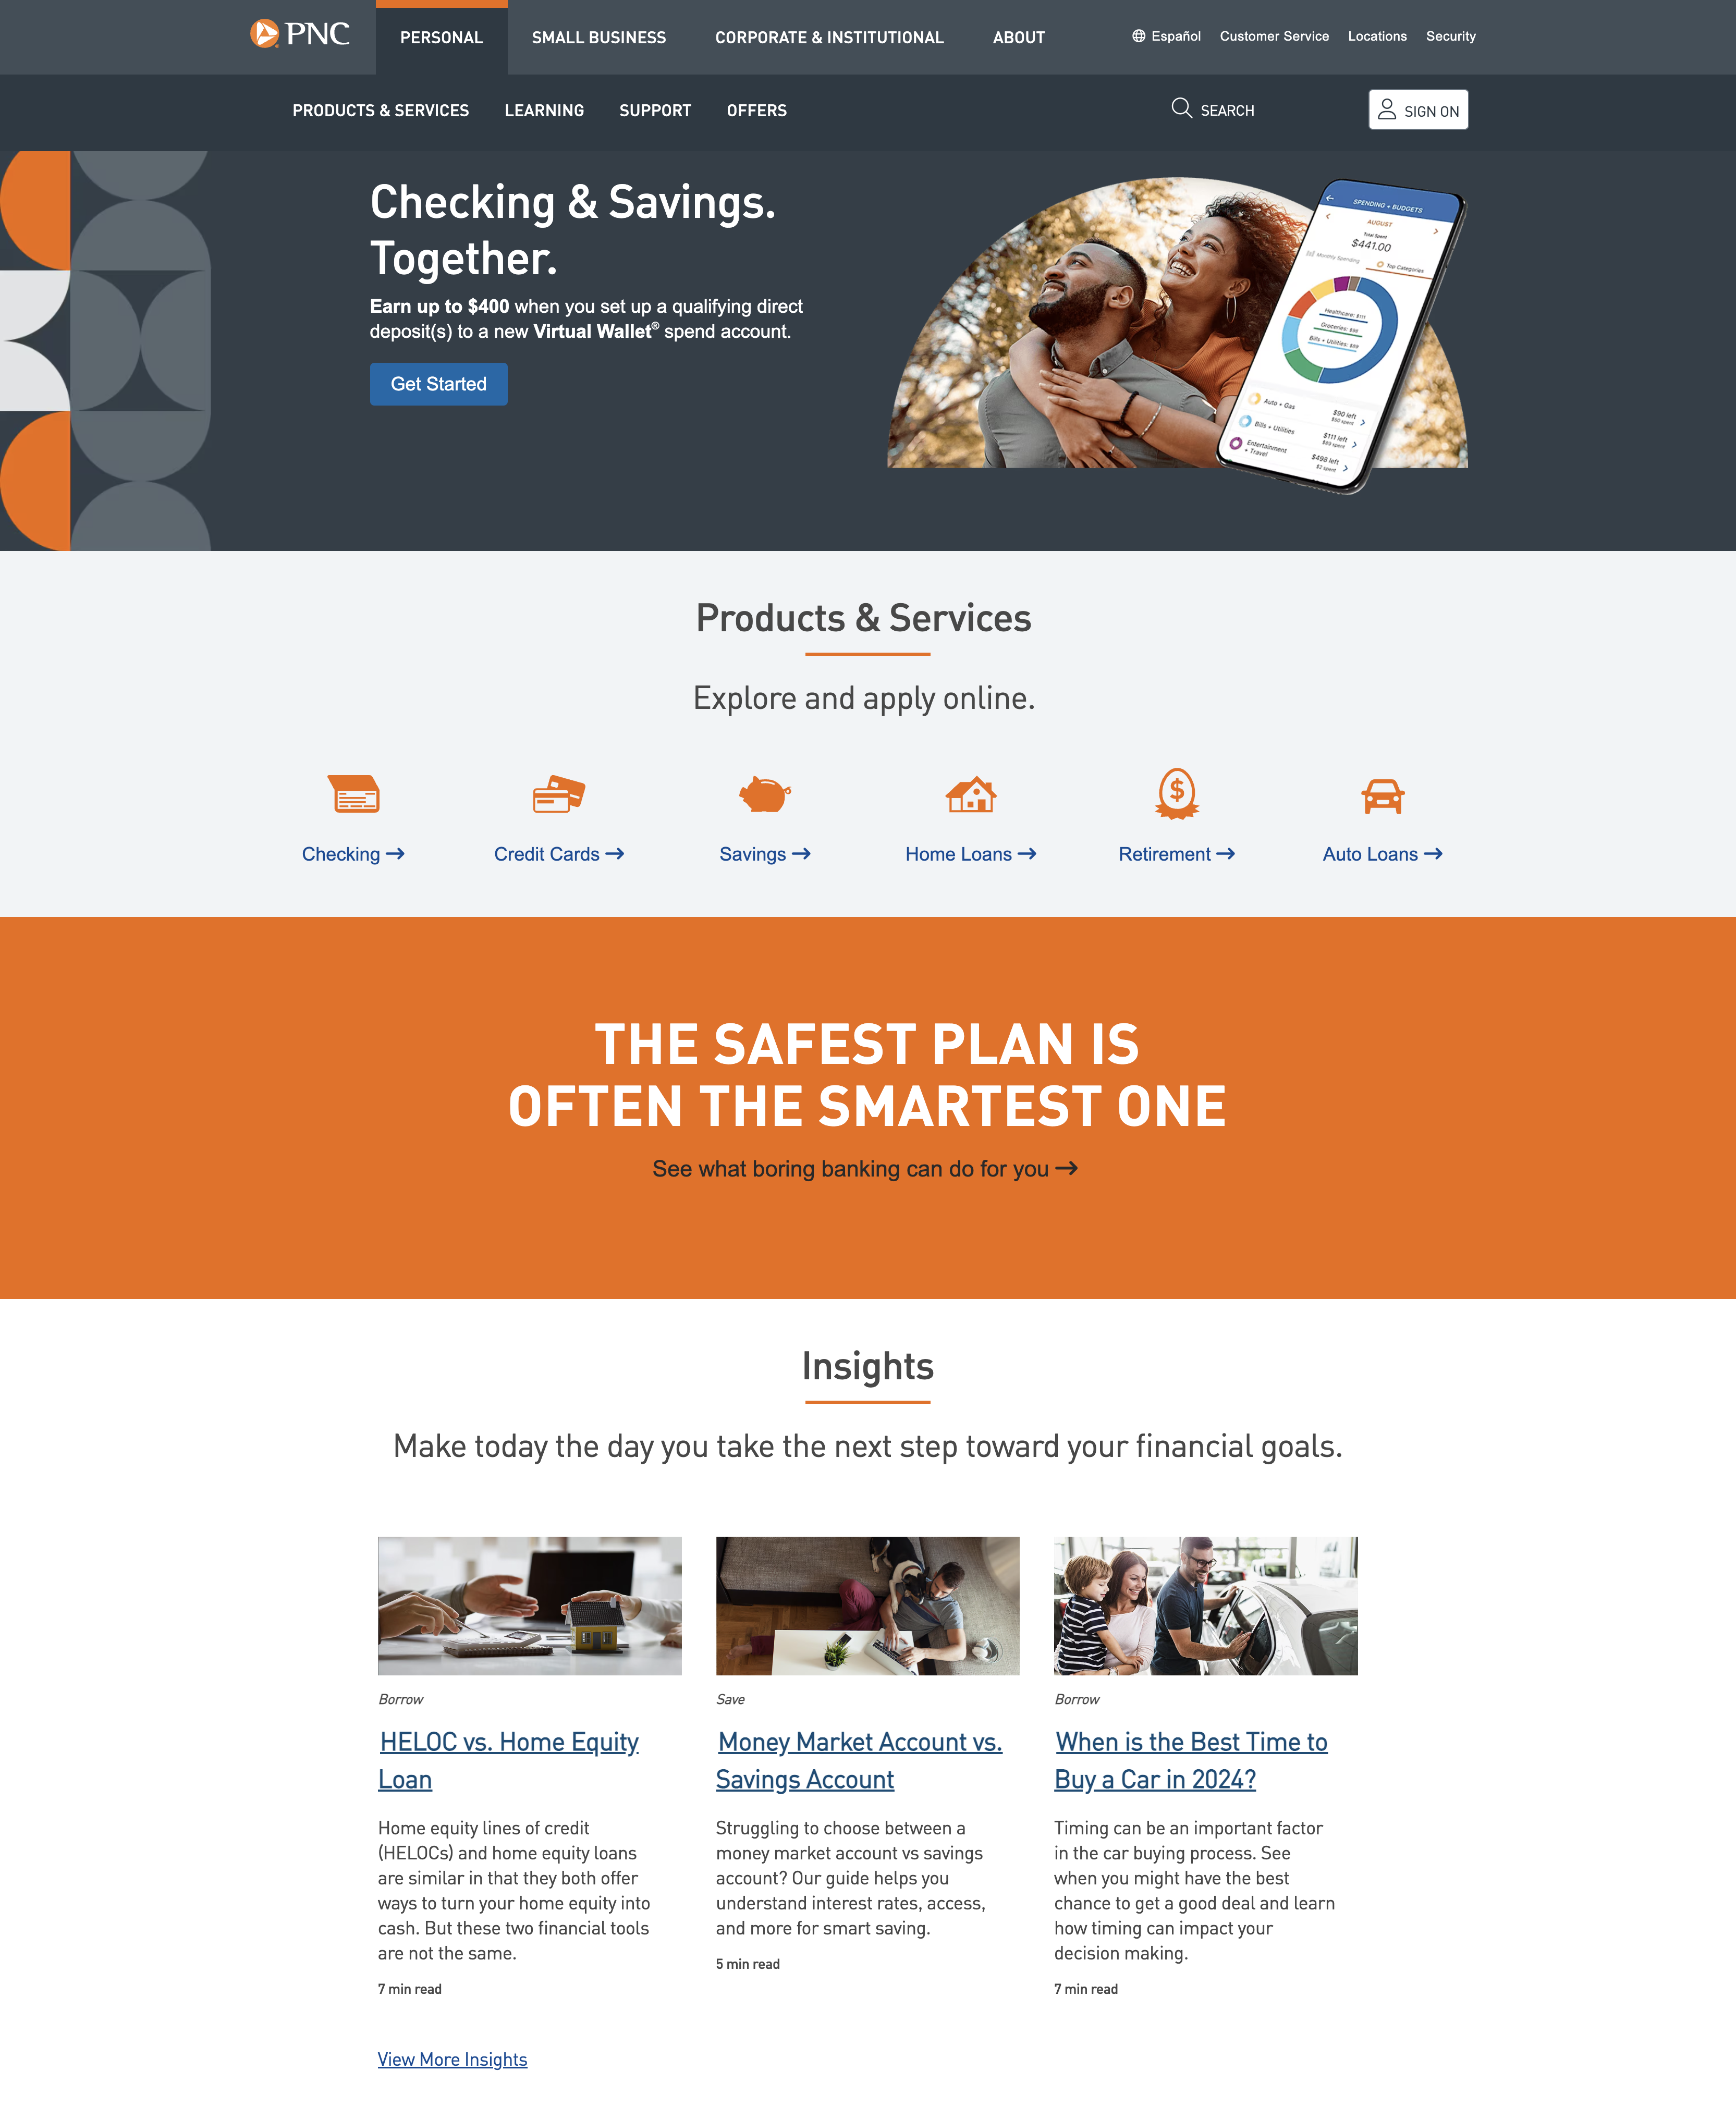 PNC
PERSONAL
SMALL BUSINESS
CORPORATE & INSTITUTIONAL
ABOUT
Español
Customer Service
Locations
Security
PRODUCTS & SERVICES
LEARNING
SUPPORT
OFFERS
SEARCH
SIGN ON
Checking & Savings.
Together.
Earn up to $400 when you set up a qualifying direct
deposit(s) to a new Virtual Wallet® spend account.
Get Started
SPENDING + BUDGETS
AUGUST
Total Spent
$441.00
Monthly Spending
Top Categories
Healthcare: $111
Groceries: $98
Bills + Utilities: $89
Auto + Gas
$90 left
$60 spent
Bills + Utilities
$111 left
$89 spent
Entertainment
+ Travel
$498 left
$2 spent
Products & Services
Explore and apply online.
Checking
Credit Cards
Savings
Home Loans
Retirement
Auto Loans
THE SAFEST PLAN IS
OFTEN THE SMARTEST ONE
See what boring banking can do for you
Insights
Make today the day you take the next step toward your financial goals.
Borrow
HELOC vs. Home Equity
Loan
Home equity lines of credit
(HELOCs) and home equity loans
are similar in that they both offer
ways to turn your home equity into
cash. But these two financial tools
are not the same.
7 min read
Save
Money Market Account vs.
Savings Account
Struggling to choose between a
money market account vs savings
account? Our guide helps you
understand interest rates, access,
and more for smart saving.
5 min read
Borrow
When is the Best Time to
Buy a Car in 2024?
Timing can be an important factor
in the car buying process. See
when you might have the best
chance to get a good deal and learn
how timing can impact your
decision making.
7 min read
View More Insights